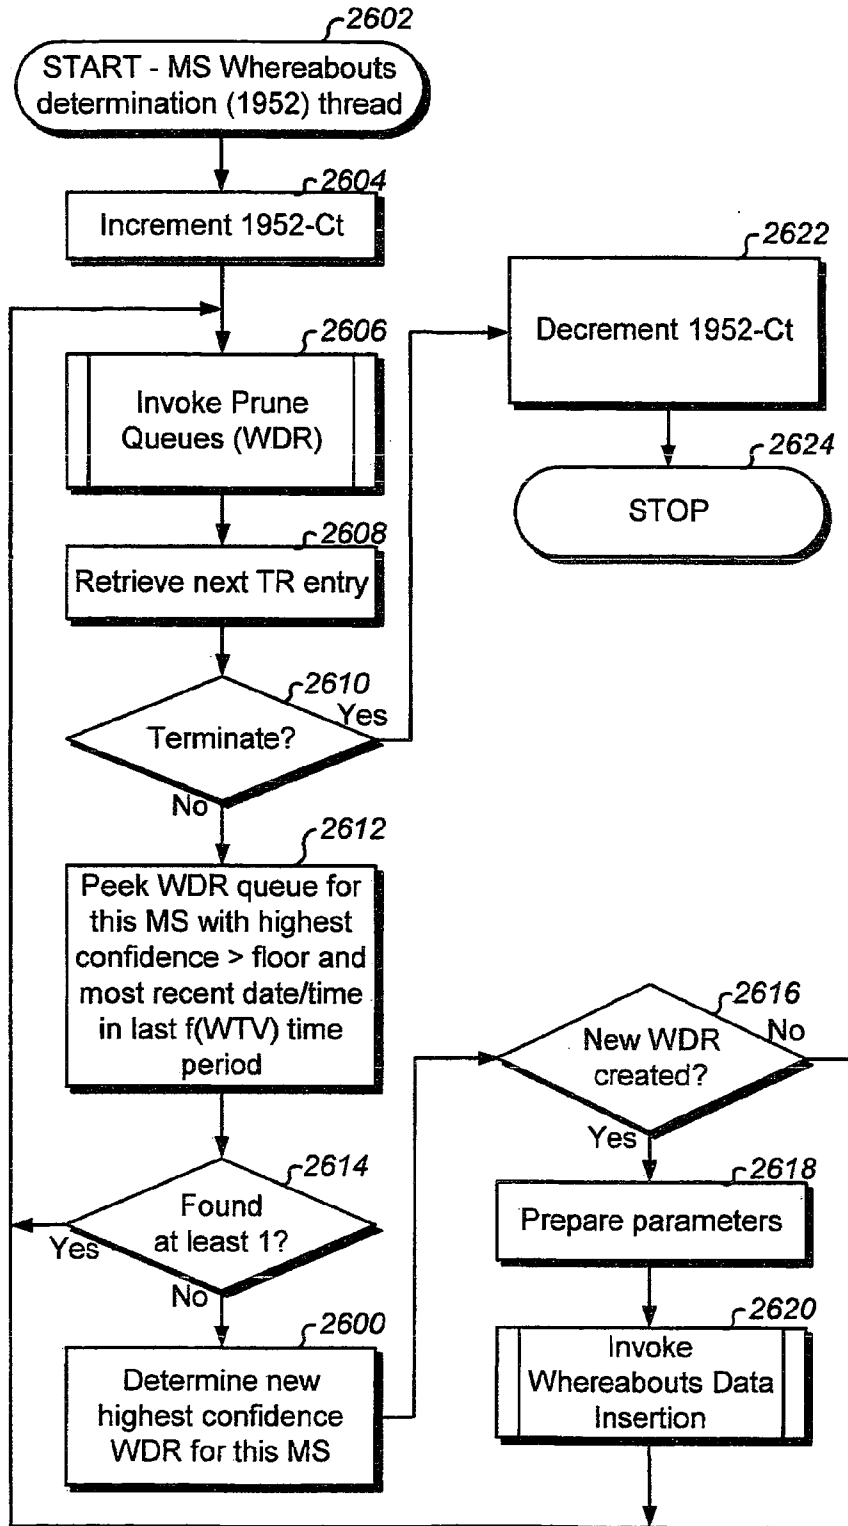 2602
START - MS Whereabouts
determination (1952) thread
2604
Increment 1952-Ct
2606
Invoke Prune
Queues (WDR)
2608
Retrieve next TR entry
2610
Yes
Terminate?
No
2622
Decrement 1952-Ct
2624
STOP
2612
Peek WDR queue for
this MS with highest
confidence > floor and
most recent date/time
in last f(WTV) time
period
2614
Found
at least 1?
Yes
No
2600
Determine new
highest confidence
WDR for this MS
2616
No
New WDR
created?
Yes
2618
Prepare parameters
2620
Invoke
Whereabouts Data
Insertion